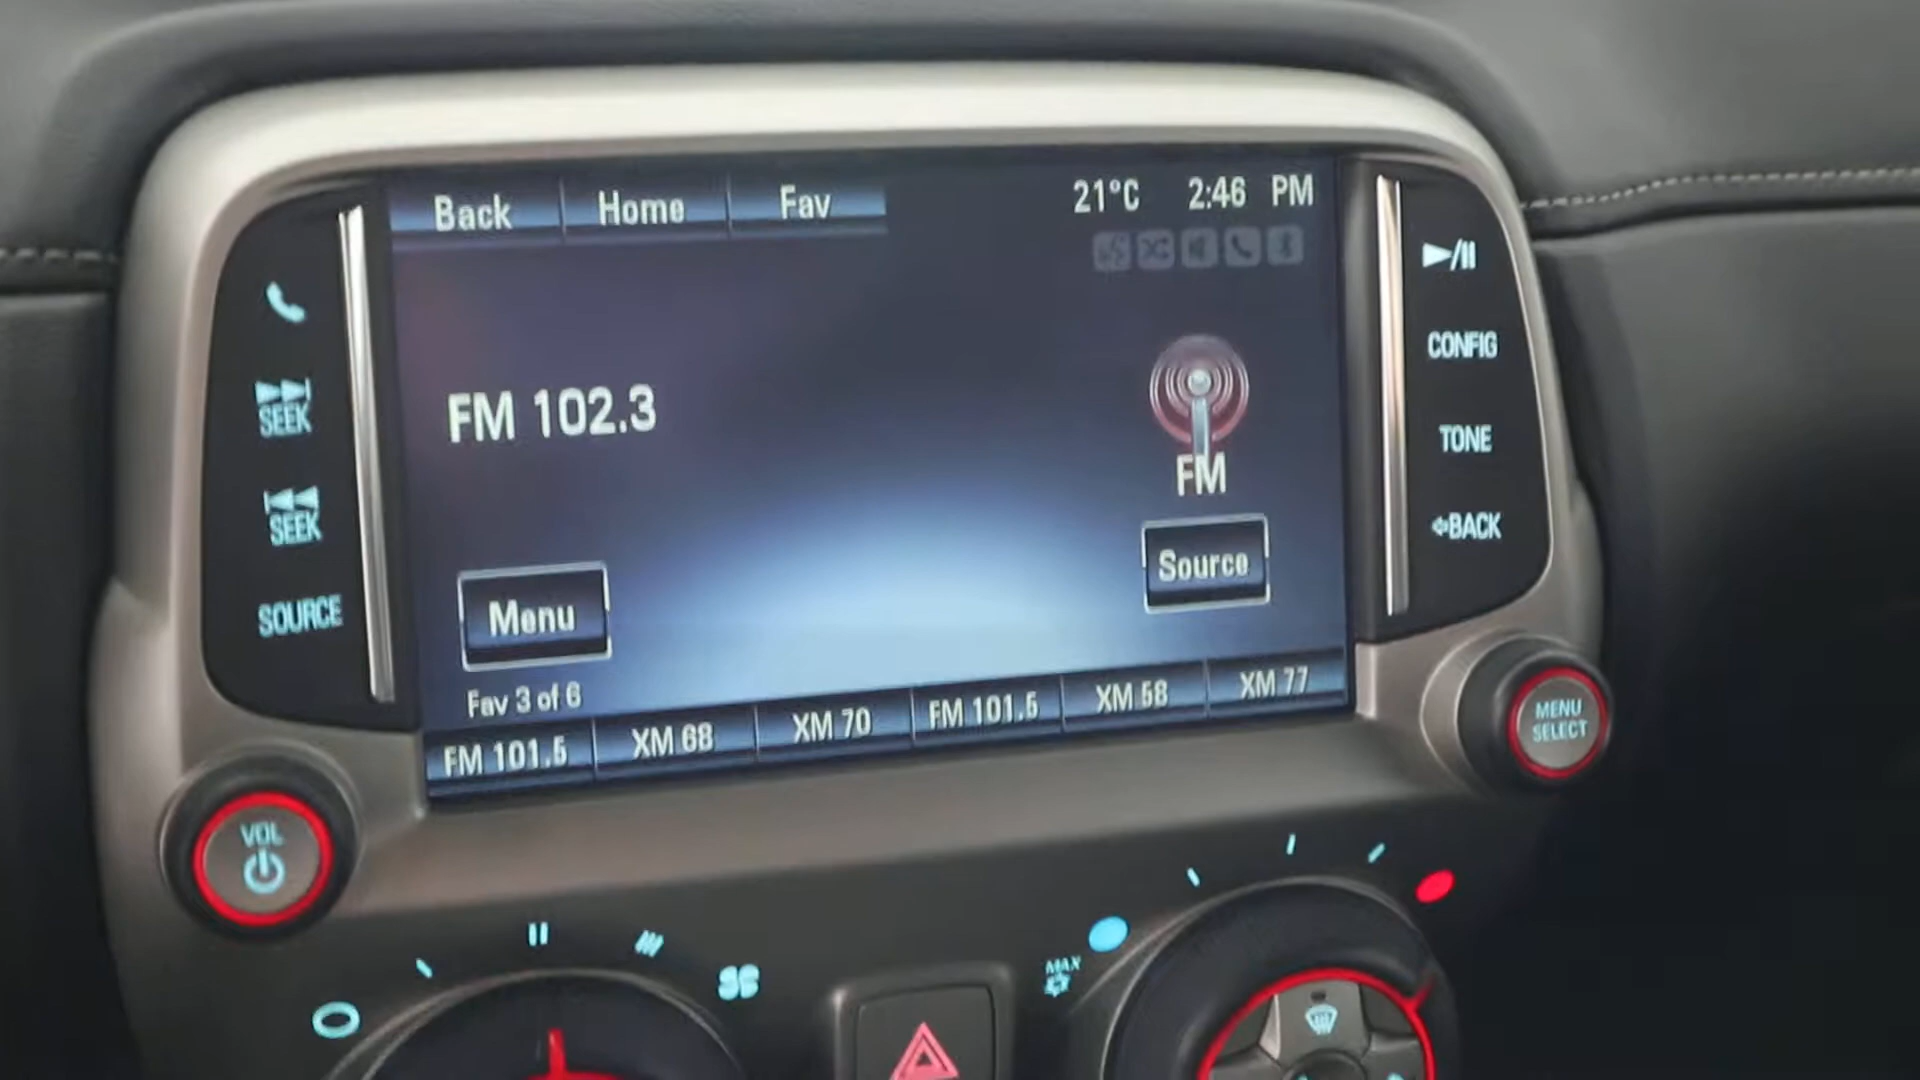 Back Home Fav 21°C 2:46 PM
FM 102.3
FM
Source
Menu
Fav 3 of 6
FM 101.5 XM 68 XM 70 FM 101.5 XM 58 XM 77
SEEK
SEEK
SOURCE
CONFIG
TONE
BACK
MENU
SELECT
VOL
MAX